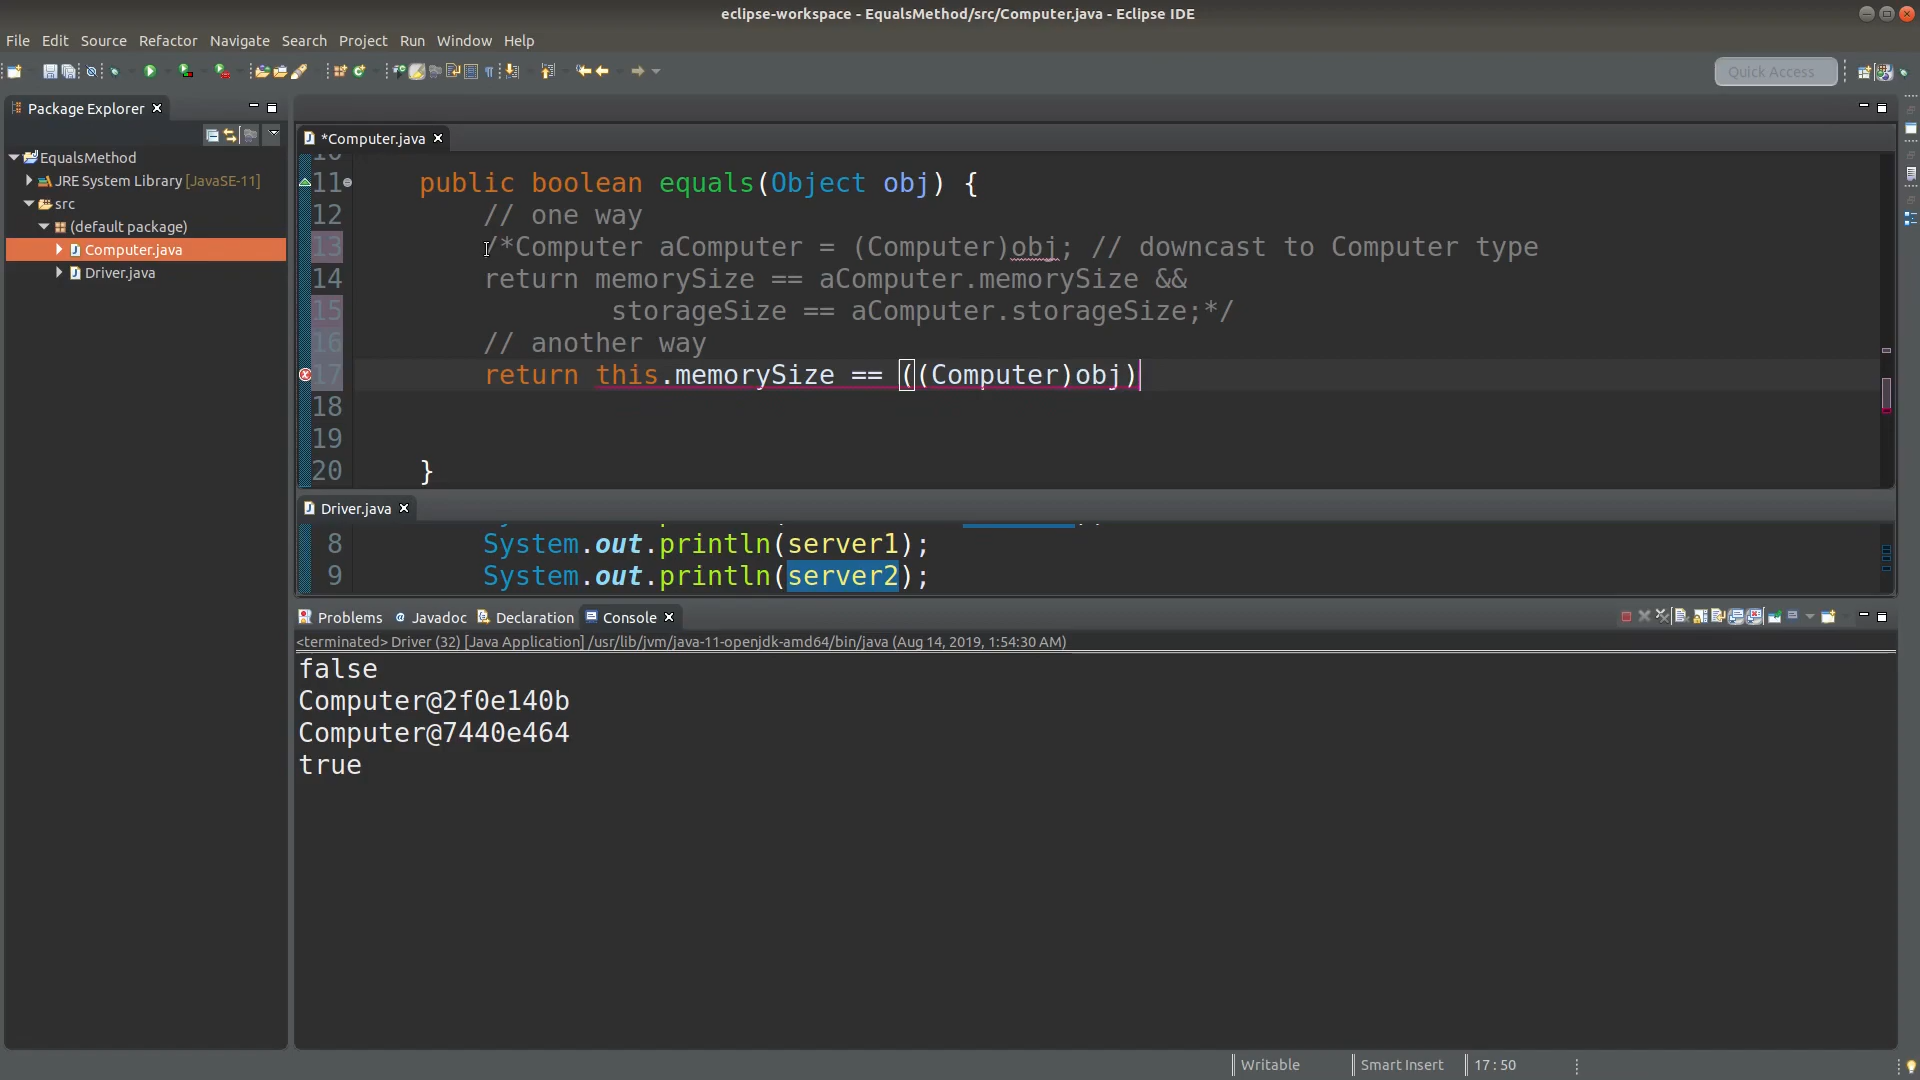 eclipse-workspace - EqualsMethod/src/Computer.java - Eclipse IDE
File Edit Source Refactor Navigate Search Project Run Window Help
Quick Access
Package Explorer
EqualsMethod
JRE System Library [JavaSE-11]
src
(default package)
Computer.java
Driver.java
*Computer.java
11 public boolean equals(Object obj) {
12 // one way
13 /*Computer aComputer = (Computer)obj; // downcast to Computer type
14 return memorySize == aComputer.memorySize &&
15 storageSize == aComputer.storageSize;*/
16 // another way
17 return this.memorySize == ((Computer)obj)
18
19
20 }
Driver.java
8 System.out.println(server1);
9 System.out.println(server2);
Problems Javadoc Declaration Console
<terminated> Driver (32) [Java Application] /usr/lib/jvm/java-11-openjdk-amd64/bin/java (Aug 14, 2019, 1:54:30 AM)
false
Computer@2f0e140b
Computer@7440e464
true
Writable Smart Insert 17 : 50